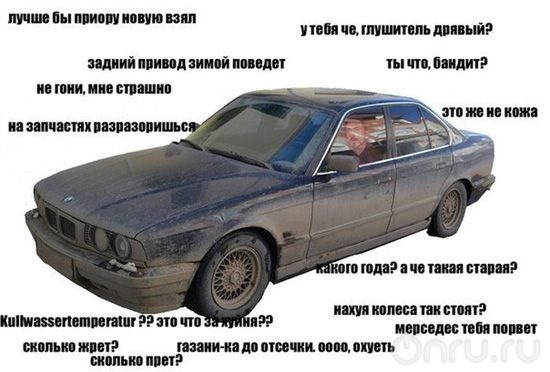 лучше бы приору новую взял
у тебя че, глушитель дрявый?
задний привод зимой поведет
ты что, бандит?
не гони, мне страшно
это же не кожа
на запчастях разразоришься
какого года? а че такая старая?
нахуя колеса так стоят?
Kullwassertemperatur ?? это что за хуйня??
мерседес тебя порвет
сколько жрет?
газани-ка до отсечки. оооо, охуеть
сколько прет?
onru.ru